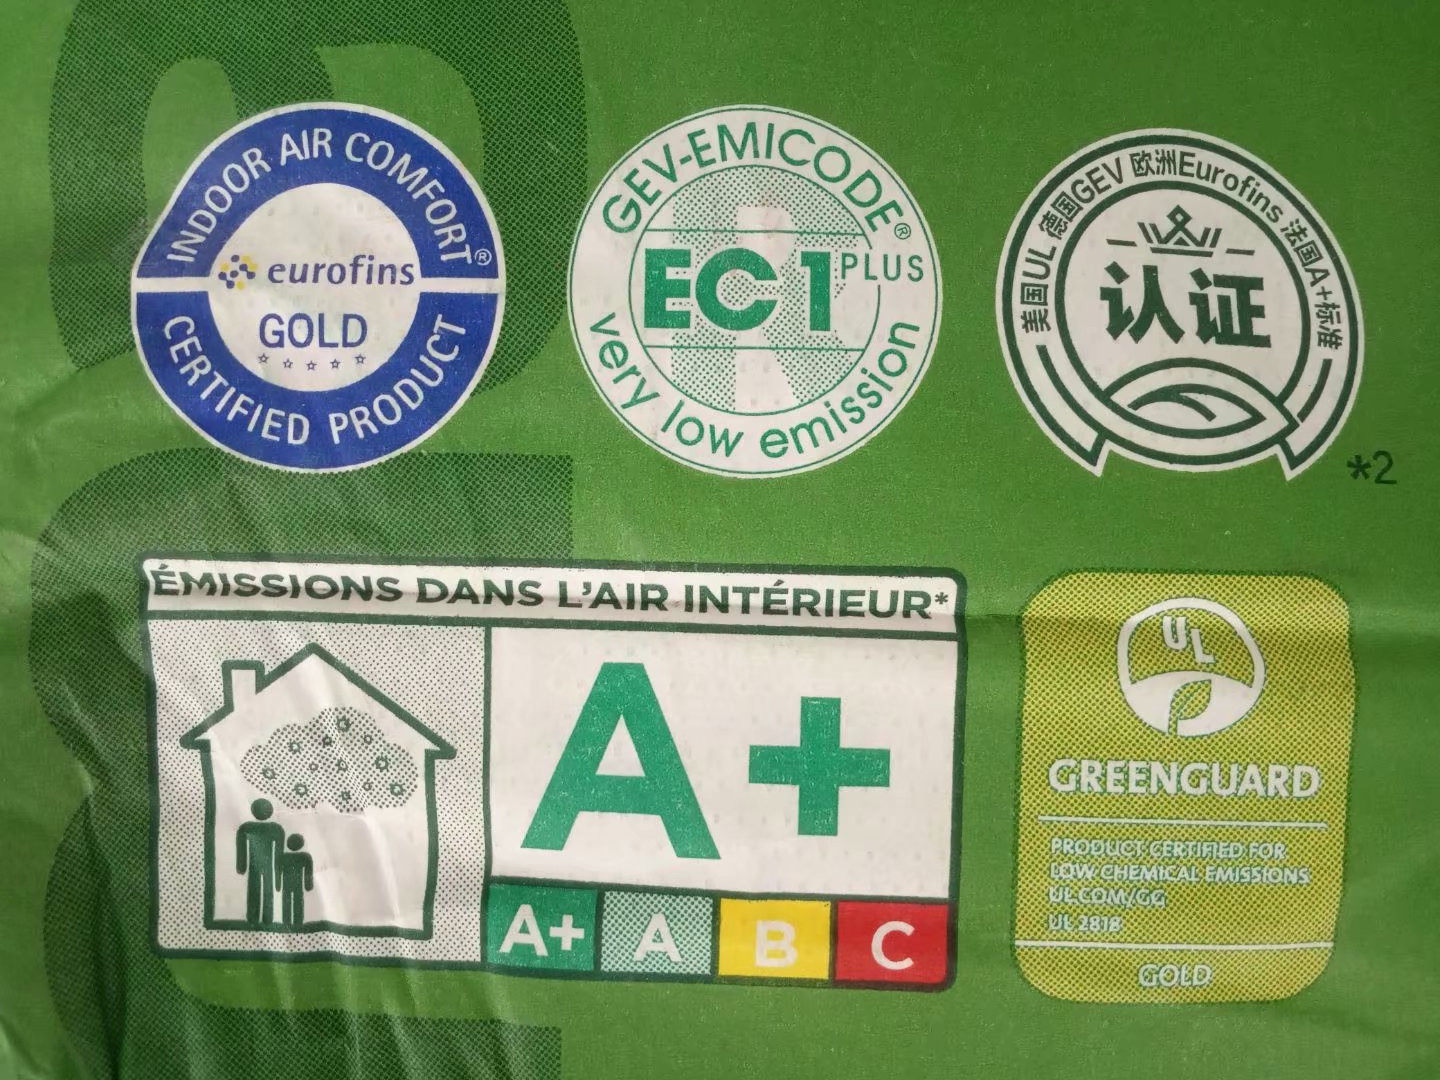 INDOOR AIR COMFORT®
eurofins
GOLD
CERTIFIED PRODUCT
GEV-EMICODE®
EC1PLUS
very low emission
美国UL 德国GEV 欧洲Eurofins 法国A+标准
认证
*2
ÉMISSIONS DANS L'AIR INTÉRIEUR*
A+
A+ A B C
UL
GREENGUARD
PRODUCT CERTIFIED FOR
LOW CHEMICAL EMISSIONS
UL.COM/GG
UL 2818
GOLD